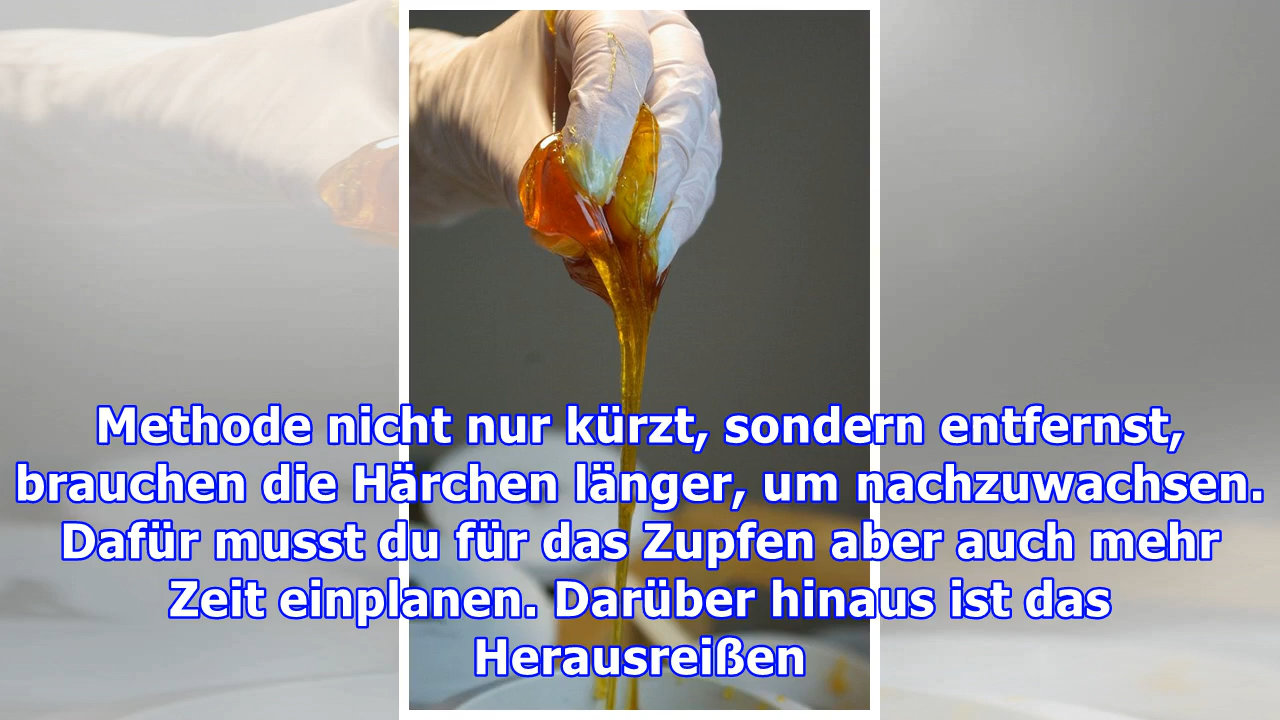 Methode nicht nur kürzt, sondern entfernst,
brauchen die Härchen länger, um nachzuwachsen.
Dafür musst du für das Zupfen aber auch mehr
Zeit einplanen. Darüber hinaus ist das
Herausreißen